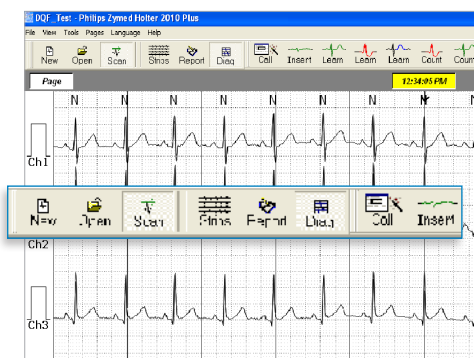 DQF_Test - Philips Zymed Holter 2010 Plus
File View Tools Pages Language Help
New Open Scan Strips Report Diag Call Insert Learn Learn Learn Count Count
Page 12:34:05 PM
N N N N N N N N
Ch1
New Open Scan Strips Report Diag Call Insert
Ch2
Ch3